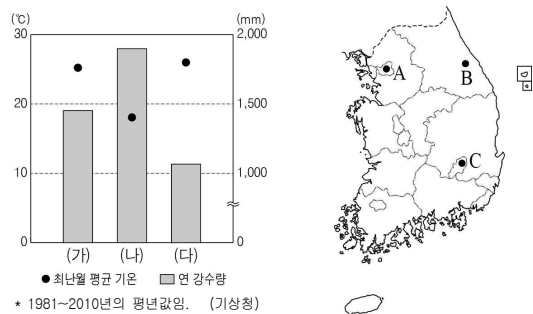 (℃) (mm)
30 2,000
20 1,500
10 1,000
0 0
(가) (나) (다)
● 최난월 평균 기온 연 강수량
* 1981~2010년의 평년값임. (기상청)
A
B
C